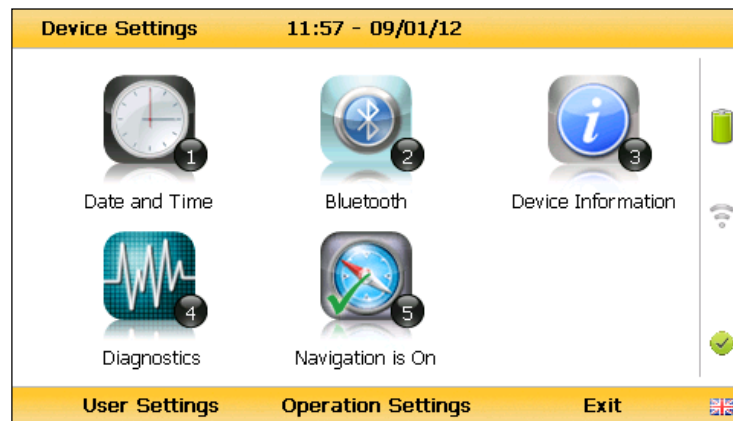 Device Settings 11:57 - 09/01/12
1 2 i 3
Date and Time Bluetooth Device Information
4 5
Diagnostics Navigation is On
User Settings Operation Settings Exit